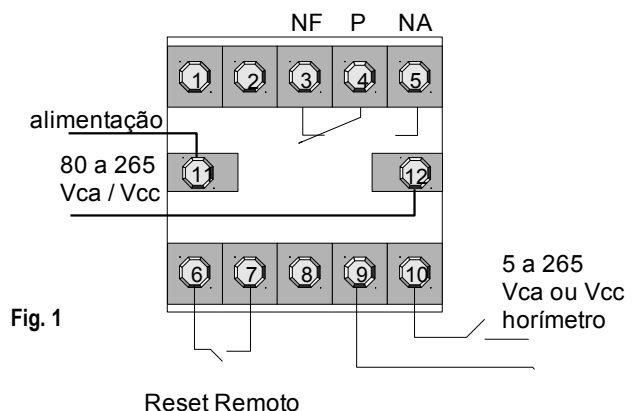 NF P NA
1 2 3 4 5
alimentação
11 12
80 a 265
Vca / Vcc
6 7 8 9 10
5 a 265
Vca ou Vcc
horímetro
Fig. 1
Reset Remoto